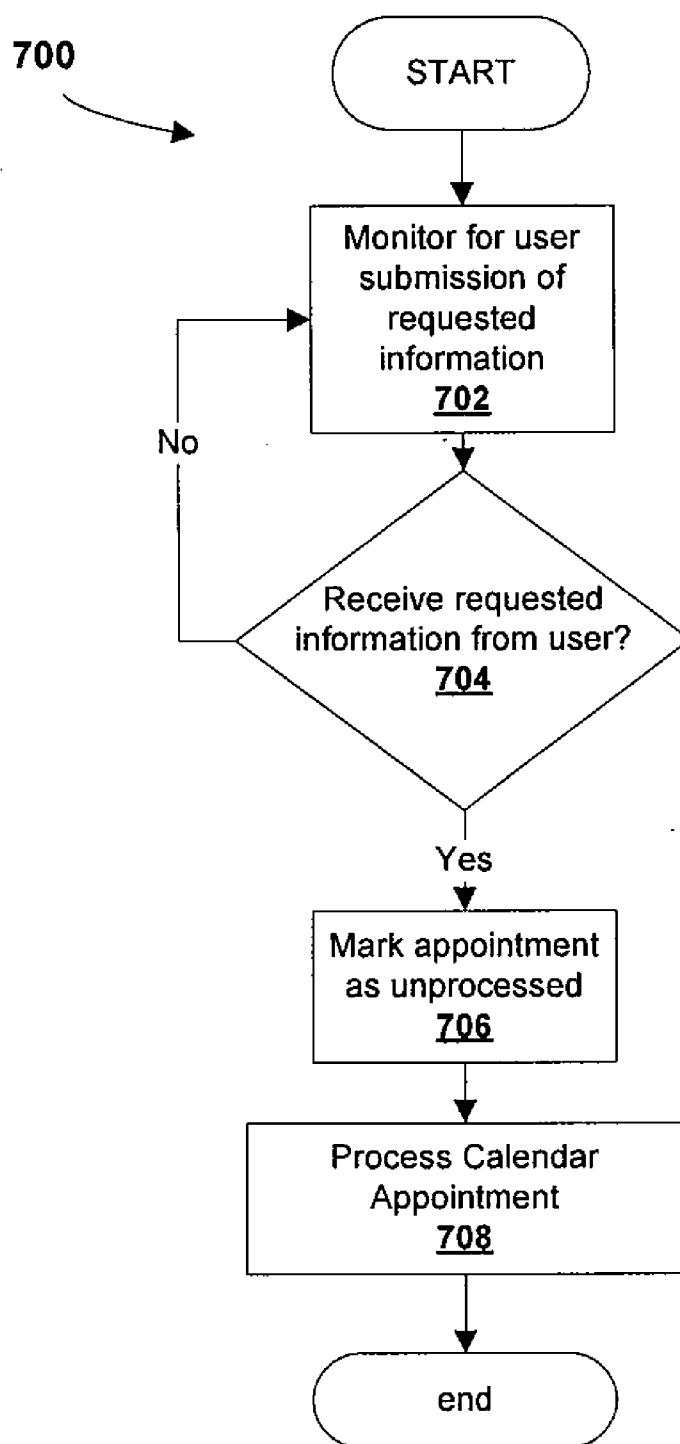 700
START
Monitor for user
submission of
requested
information
702
No
Receive requested
information from user?
704
Yes
Mark appointment
as unprocessed
706
Process Calendar
Appointment
708
end